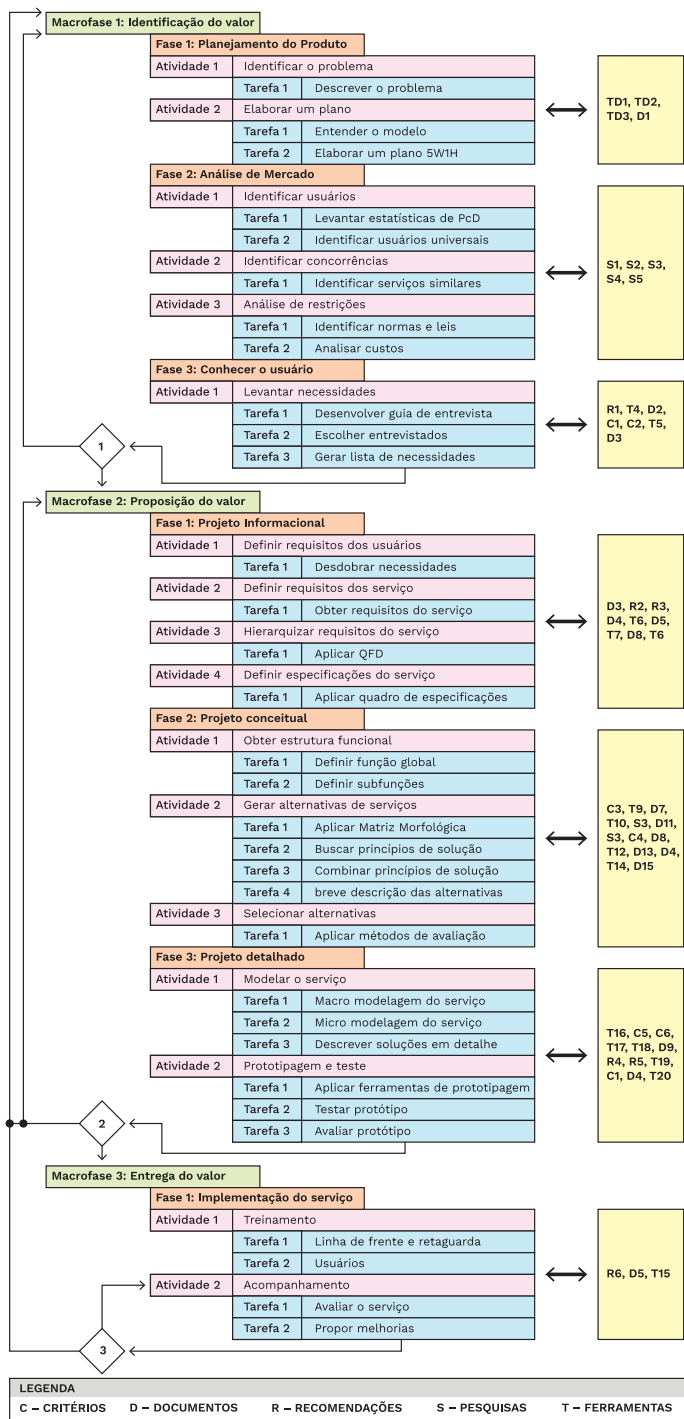 Macrofase 1: Identificação do valor
Fase 1: Planejamento do Produto
Atividade 1 Identificar o problema
Tarefa 1 Descrever o problema
Atividade 2 Elaborar um plano
Tarefa 1 Entender o modelo
Tarefa 2 Elaborar um plano 5W1H
TD1, TD2,
TD3, D1
Fase 2: Análise de Mercado
Atividade 1 Identificar usuários
Tarefa 1 Levantar estatísticas de PcD
Tarefa 2 Identificar usuários universais
Atividade 2 Identificar concorrências
Tarefa 1 Identificar serviços similares
Atividade 3 Análise de restrições
Tarefa 1 Identificar normas e leis
Tarefa 2 Analisar custos
S1, S2, S3,
S4, S5
Fase 3: Conhecer o usuário
Atividade 1 Levantar necessidades
Tarefa 1 Desenvolver guia de entrevista
Tarefa 2 Escolher entrevistados
Tarefa 3 Gerar lista de necessidades
R1, T4, D2,
C1, C2, T5,
D3
1
Macrofase 2: Proposição do valor
Fase 1: Projeto Informacional
Atividade 1 Definir requisitos dos usuários
Tarefa 1 Desdobrar necessidades
Atividade 2 Definir requisitos dos serviço
Tarefa 1 Obter requisitos do serviço
Atividade 3 Hierarquizar requisitos do serviço
Tarefa 1 Aplicar QFD
Atividade 4 Definir especificações do serviço
Tarefa 1 Aplicar quadro de especificações
D3, R2, R3,
D4, T6, D5,
T7, D8, T6
Fase 2: Projeto conceitual
Atividade 1 Obter estrutura funcional
Tarefa 1 Definir função global
Tarefa 2 Definir subfunções
Atividade 2 Gerar alternativas de serviços
Tarefa 1 Aplicar Matriz Morfológica
Tarefa 2 Buscar princípios de solução
Tarefa 3 Combinar princípios de solução
Tarefa 4 breve descrição das alternativas
Atividade 3 Selecionar alternativas
Tarefa 1 Aplicar métodos de avaliação
C3, T9, D7,
T10, S3, D11,
S3, C4, D8,
T12, D13, D4,
T14, D15
Fase 3: Projeto detalhado
Atividade 1 Modelar o serviço
Tarefa 1 Macro modelagem do serviço
Tarefa 2 Micro modelagem do serviço
Tarefa 3 Descrever soluções em detalhe
Atividade 2 Prototipagem e teste
Tarefa 1 Aplicar ferramentas de prototipagem
Tarefa 2 Testar protótipo
Tarefa 3 Avaliar protótipo
T16, C5, C6,
T17, T18, D9,
R4, R5, T19,
C1, D4, T20
2
Macrofase 3: Entrega do valor
Fase 1: Implementação do serviço
Atividade 1 Treinamento
Tarefa 1 Linha de frente e retaguarda
Tarefa 2 Usuários
Atividade 2 Acompanhamento
Tarefa 1 Avaliar o serviço
Tarefa 2 Propor melhorias
R6, D5, T15
3
LEGENDA
C – CRITÉRIOS D – DOCUMENTOS R – RECOMENDAÇÕES S – PESQUISAS T – FERRAMENTAS